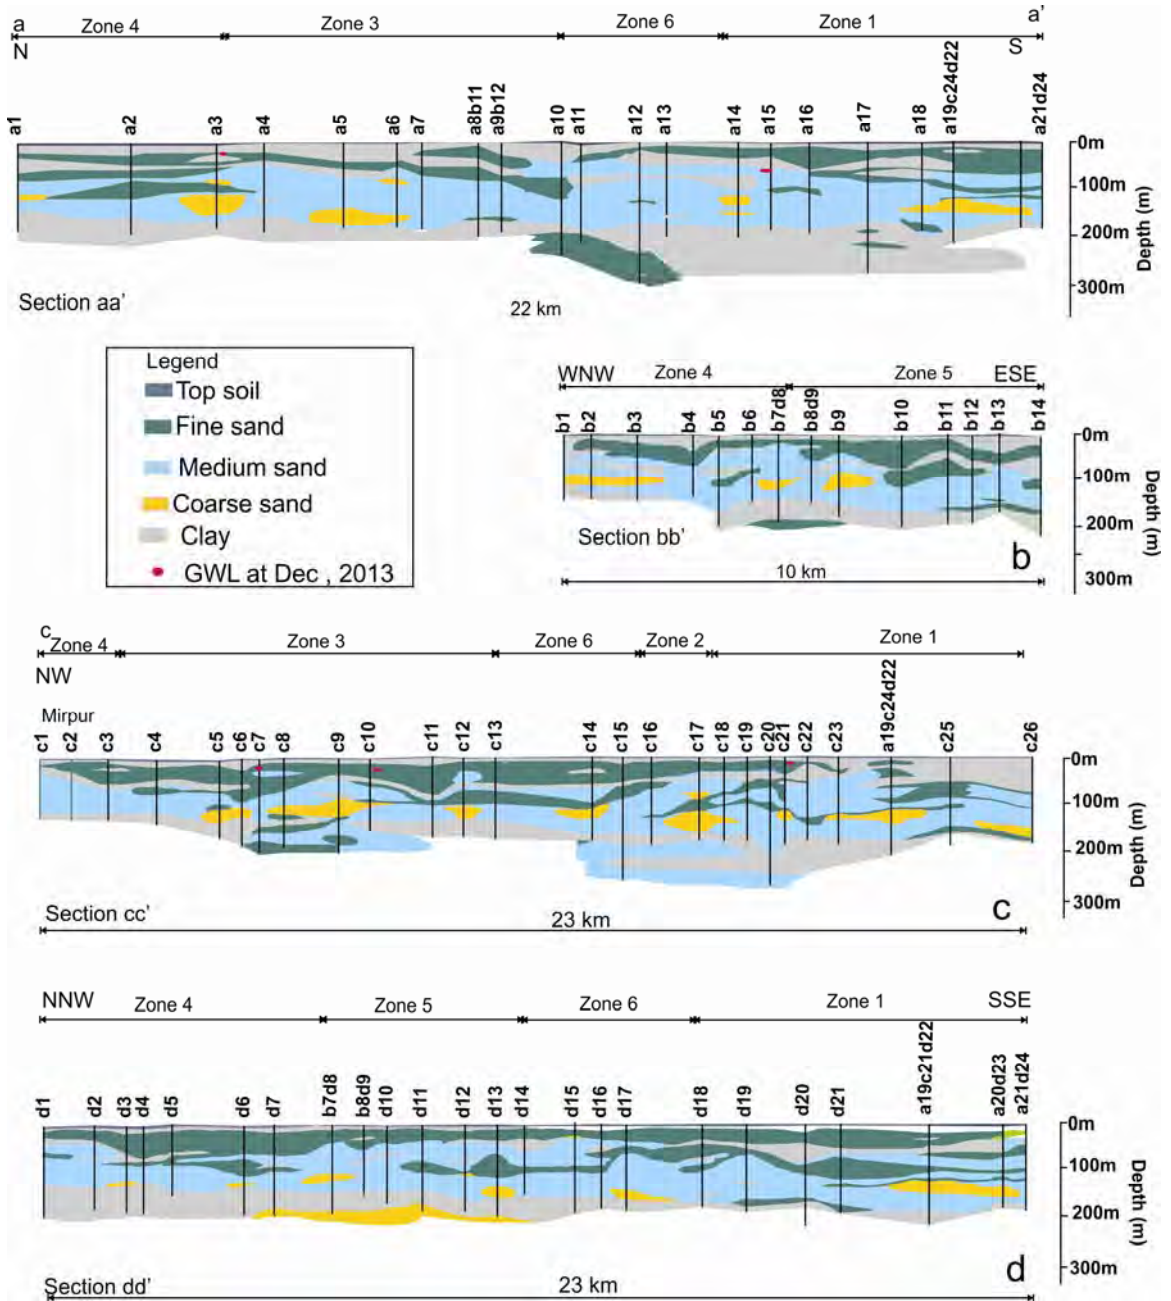 a a'
Zone 4 Zone 3 Zone 6 Zone 1
N S
a1 a2 a3 a4 a5 a6 a7 a8b11 a9b12 a10 a11 a12 a13 a14 a15 a16 a17 a18 a19c24d22 a21d24
0m
100m
200m
300m
Depth (m)
Section aa'
22 km
Legend
Top soil
Fine sand
Medium sand
Coarse sand
Clay
GWL at Dec , 2013
WNW Zone 4 Zone 5 ESE
b1 b2 b3 b4 b5 b6 b7d8 b8d9 b9 b10 b11 b12 b13 b14
0m
100m
200m
300m
Depth (m)
Section bb'
b
10 km
c
Zone 4 Zone 3 Zone 6 Zone 2 Zone 1
NW
Mirpur
c1 c2 c3 c4 c5 c6 c7 c8 c9 c10 c11 c12 c13 c14 c15 c16 c17 c18 c19 c20 c21 c22 c23 a19c24d22 c25 c26
0m
100m
200m
300m
Depth (m)
Section cc'
23 km
c
NNW Zone 4 Zone 5 Zone 6 Zone 1 SSE
d1 d2 d3 d4 d5 d6 d7 b7d8 b8d9 d10 d11 d12 d13 d14 d15 d16 d17 d18 d19 d20 d21 a19c21d22 a20d23 a21d24
0m
100m
200m
300m
Depth (m)
Section dd'
23 km
d